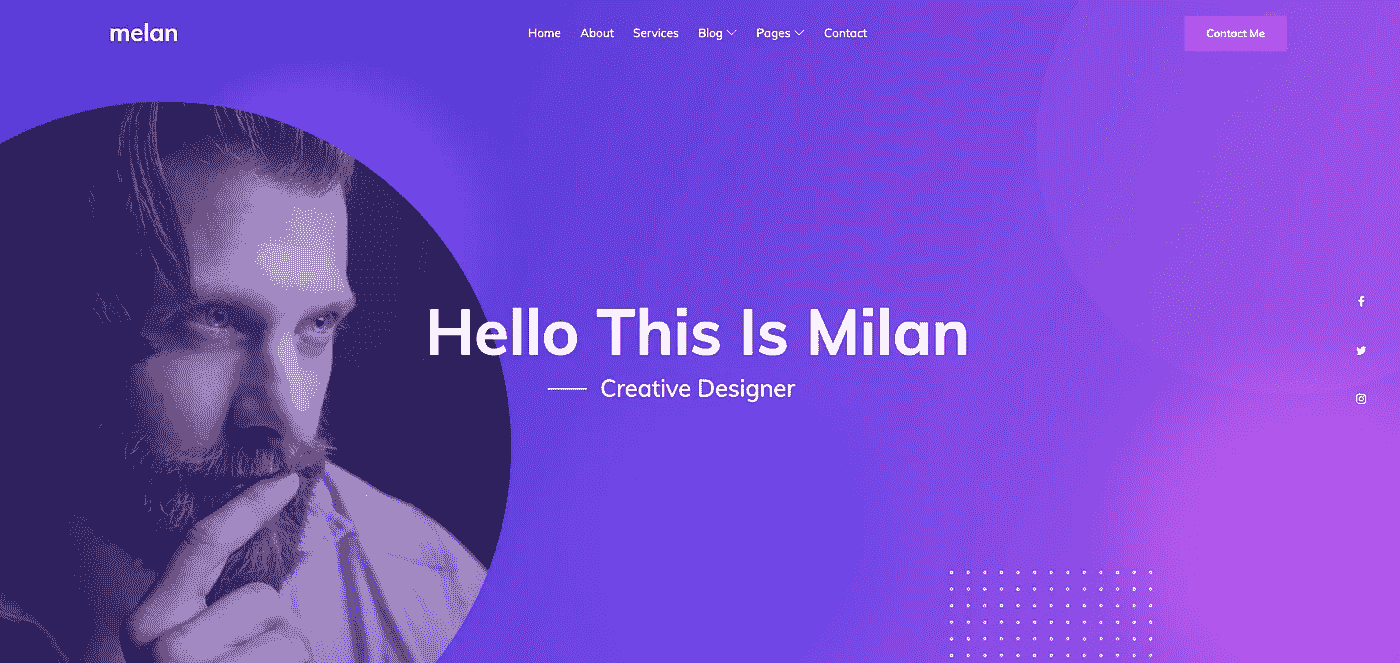 melan
Home About Services Blog Pages Contact
Contact Me
Hello This Is Milan
Creative Designer